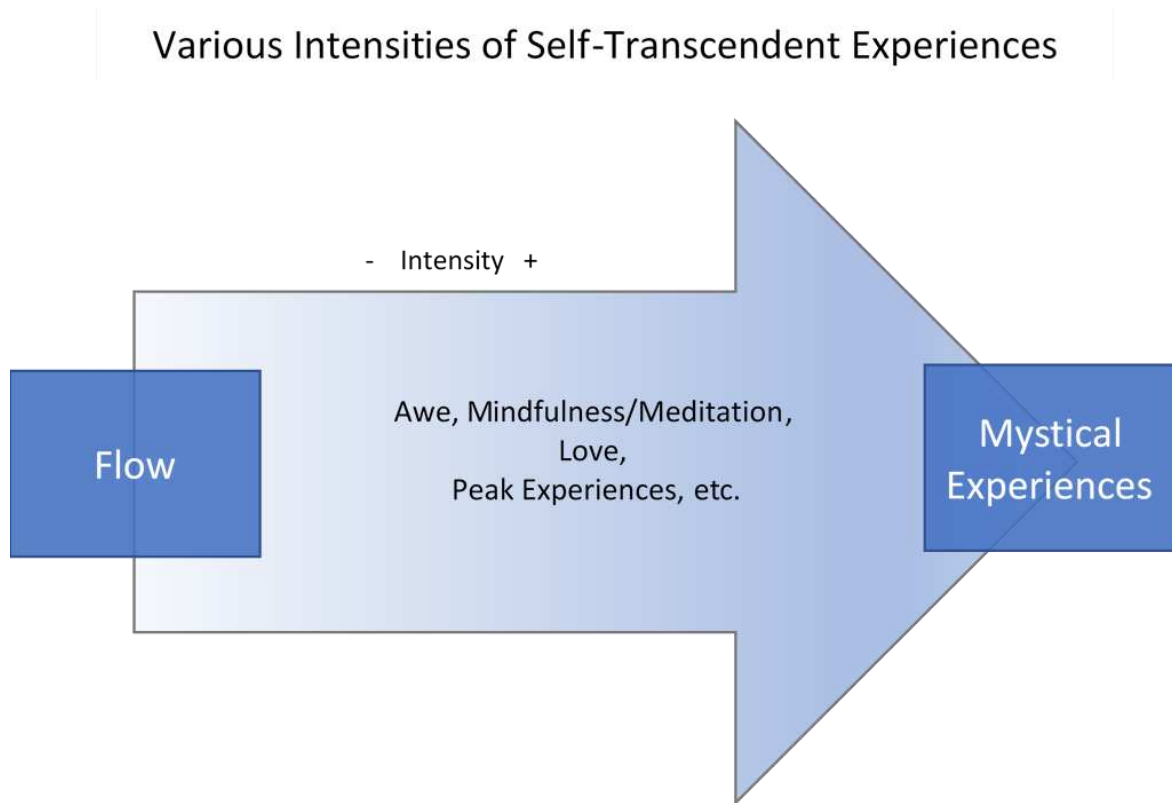 Various Intensities of Self-Transcendent Experiences
- Intensity +
Flow
Awe, Mindfulness/Meditation,
Love,
Peak Experiences, etc.
Mystical
Experiences